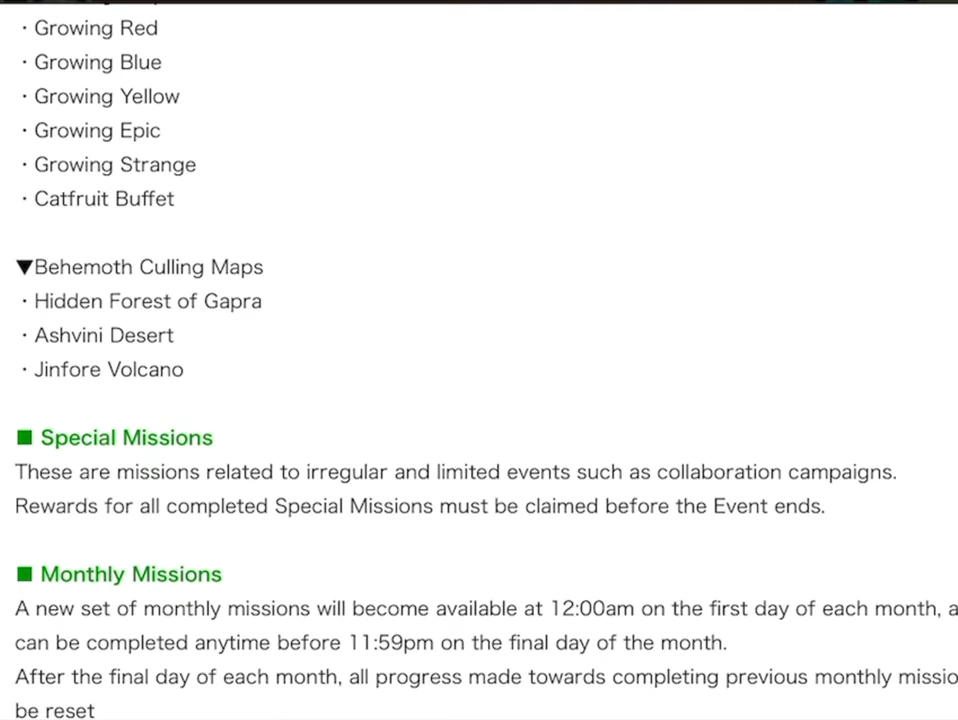 ・Growing Red
・Growing Blue
・Growing Yellow
・Growing Epic
・Growing Strange
・Catfruit Buffet
▼Behemoth Culling Maps
・Hidden Forest of Gapra
・Ashvini Desert
・Jinfore Volcano
■ Special Missions
These are missions related to irregular and limited events such as collaboration campaigns.
Rewards for all completed Special Missions must be claimed before the Event ends.
■ Monthly Missions
A new set of monthly missions will become available at 12:00am on the first day of each month, a
can be completed anytime before 11:59pm on the final day of the month.
After the final day of each month, all progress made towards completing previous monthly missio
be reset